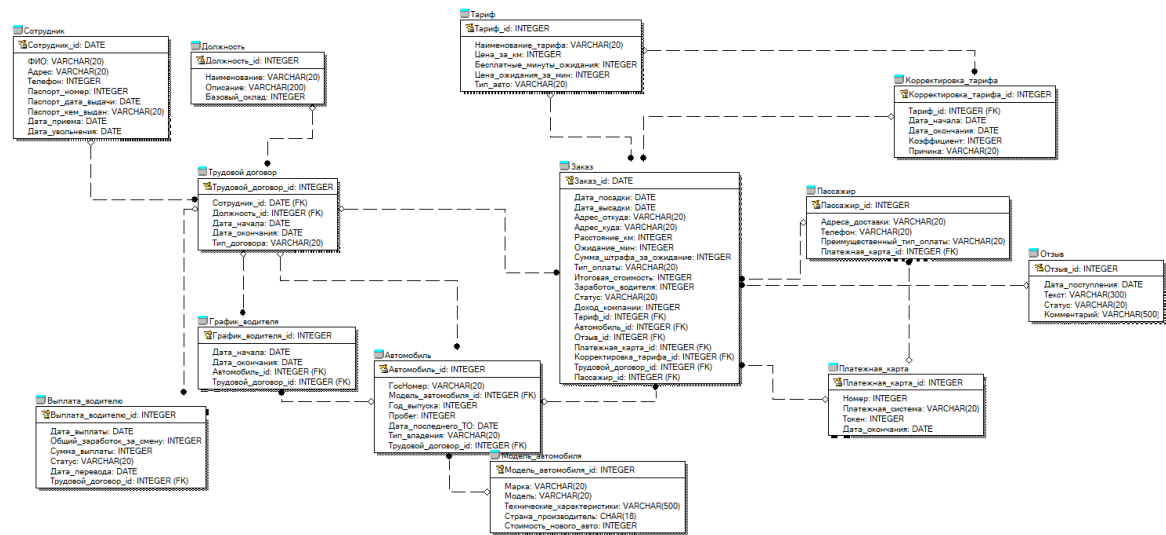 Сотрудник
Сотрудник_id: DATE
ФИО: VARCHAR(20)
Адрес: VARCHAR(20)
Телефон: INTEGER
Паспорт_номер: INTEGER
Паспорт_дата_выдачи: DATE
Паспорт_кем_выдан: VARCHAR(20)
Дата_приема: DATE
Дата_увольнения: DATE
Должность
Должность_id: INTEGER
Наименование: VARCHAR(20)
Описание: VARCHAR(200)
Базовый_оклад: INTEGER
Тариф
Тариф_id: INTEGER
Наименование_тарифа: VARCHAR(20)
Цена_за_км: INTEGER
Бесплатные_минуты_ожидания: INTEGER
Цена_ожидания_за_мин: INTEGER
Тип_авто: VARCHAR(20)
Корректировка_тарифа
Корректировка_тарифа_id: INTEGER
Тариф_id: INTEGER (FK)
Дата_начала: DATE
Дата_окончания: DATE
Коэффициент: INTEGER
Причина: VARCHAR(20)
Трудовой договор
Трудовой_договор_id: INTEGER
Сотрудник_id: DATE (FK)
Должность_id: INTEGER (FK)
Дата_начала: DATE
Дата_окончания: DATE
Тип_договора: VARCHAR(20)
Заказ
Заказ_id: DATE
Дата_посадки: DATE
Дата_высадки: DATE
Адрес_откуда: VARCHAR(20)
Адрес_куда: VARCHAR(20)
Расстояние_км: INTEGER
Ожидание_мин: INTEGER
Сумма_штрафа_за_ожидание: INTEGER
Тип_оплаты: VARCHAR(20)
Итоговая_стоимость: INTEGER
Заработок_водителя: INTEGER
Статус: VARCHAR(20)
Доход_компании: INTEGER
Тариф_id: INTEGER (FK)
Автомобиль_id: INTEGER (FK)
Отзыв_id: INTEGER (FK)
Платежная_карта_id: INTEGER (FK)
Корректировка_тарифа_id: INTEGER (FK)
Трудовой_договор_id: INTEGER (FK)
Пассажир_id: INTEGER (FK)
Пассажир
Пассажир_id: INTEGER
Адреса_доставки: VARCHAR(20)
Телефон: VARCHAR(20)
Преимущественный_тип_оплаты: VARCHAR(20)
Платежная_карта_id: INTEGER (FK)
Отзыв
Отзыв_id: INTEGER
Дата_поступления: DATE
Текст: VARCHAR(300)
Статус: VARCHAR(20)
Комментарий: VARCHAR(500)
График_водителя
График_водителя_id: INTEGER
Дата_начала: DATE
Дата_окончания: DATE
Автомобиль_id: INTEGER (FK)
Трудовой_договор_id: INTEGER (FK)
Автомобиль
Автомобиль_id: INTEGER
ГосНомер: VARCHAR(20)
Модель_автомобиля_id: INTEGER (FK)
Год_выпуска: INTEGER
Пробег: INTEGER
Дата_последнего_ТО: DATE
Тип_владения: VARCHAR(20)
Трудовой_договор_id: INTEGER (FK)
Платежная_карта
Платежная_карта_id: INTEGER
Номер: INTEGER
Платежная_система: VARCHAR(20)
Токен: INTEGER
Дата_окончания: DATE
Выплата_водителю
Выплата_водителю_id: INTEGER
Дата_выплаты: DATE
Общий_заработок_за_смену: INTEGER
Сумма_выплаты: INTEGER
Статус: VARCHAR(20)
Дата_перевода: DATE
Трудовой_договор_id: INTEGER (FK)
Модель_автомобиля
Модель_автомобиля_id: INTEGER
Марка: VARCHAR(20)
Модель: VARCHAR(20)
Технические_характеристики: VARCHAR(500)
Страна_производитель: CHAR(18)
Стоимость_нового_авто: INTEGER